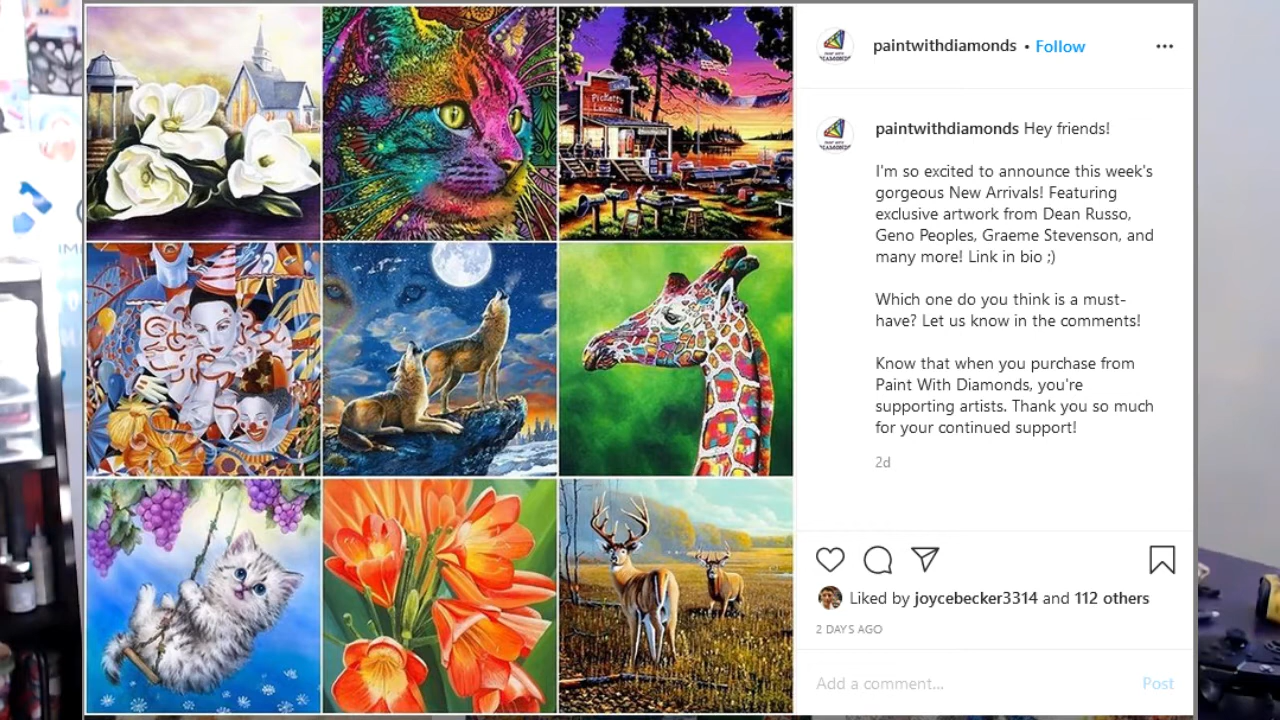 paintwithdiamonds • Follow
paintwithdiamonds Hey friends!
I'm so excited to announce this week's
gorgeous New Arrivals! Featuring
exclusive artwork from Dean Russo,
Geno Peoples, Graeme Stevenson, and
many more! Link in bio ;)
Which one do you think is a must-
have? Let us know in the comments!
Know that when you purchase from
Paint With Diamonds, you're
supporting artists. Thank you so much
for your continued support!
2d
Liked by joycebecker3314 and 112 others
2 DAYS AGO
Add a comment... Post